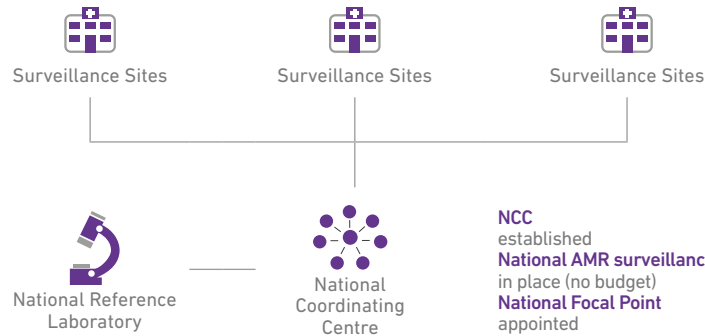 Surveillance Sites
Surveillance Sites
Surveillance Sites
National Reference
Laboratory
National
Coordinating
Centre
NCC
established
National AMR surveillanc
in place (no budget)
National Focal Point
appointed